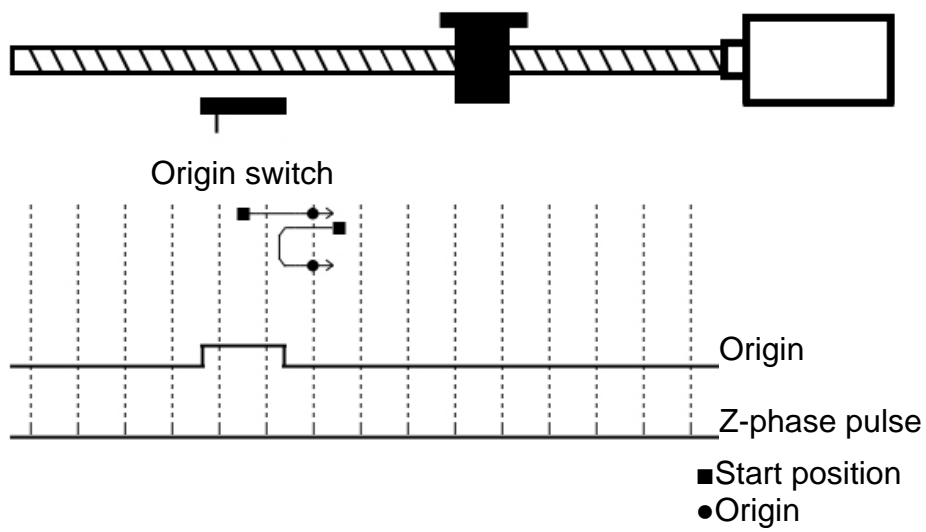 Origin switch
Origin
Z-phase pulse
■Start position
●Origin